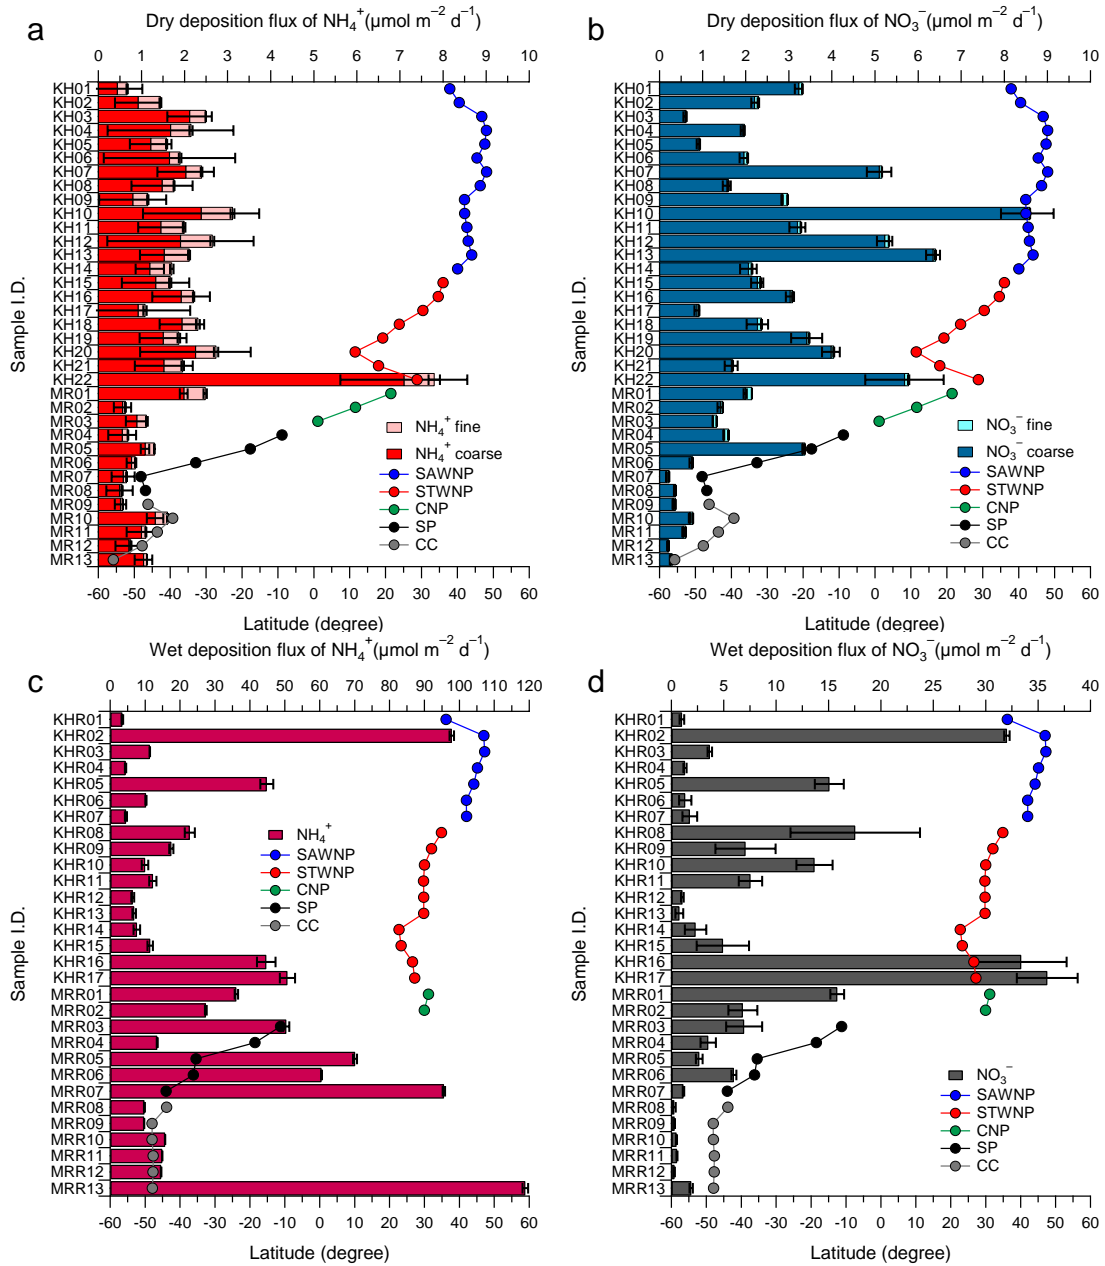 a
Dry deposition flux of NH₄⁺(µmol m⁻² d⁻¹)
0 1 2 3 4 5 6 7 8 9 10
Sample I.D.
KH01
KH02
KH03
KH04
KH05
KH06
KH07
KH08
KH09
KH10
KH11
KH12
KH13
KH14
KH15
KH16
KH17
KH18
KH19
KH20
KH21
KH22
MR01
MR02
MR03
MR04
MR05
MR06
MR07
MR08
MR09
MR10
MR11
MR12
MR13
NH₄⁺ fine
NH₄⁺ coarse
SAWNP
STWNP
CNP
SP
CC
-60 -50 -40 -30 -20 -10 0 10 20 30 40 50 60
Latitude (degree)
b
Dry deposition flux of NO₃⁻(µmol m⁻² d⁻¹)
0 1 2 3 4 5 6 7 8 9 10
Sample I.D.
KH01
KH02
KH03
KH04
KH05
KH06
KH07
KH08
KH09
KH10
KH11
KH12
KH13
KH14
KH15
KH16
KH17
KH18
KH19
KH20
KH21
KH22
MR01
MR02
MR03
MR04
MR05
MR06
MR07
MR08
MR09
MR10
MR11
MR12
MR13
NO₃⁻ fine
NO₃⁻ coarse
SAWNP
STWNP
CNP
SP
CC
-60 -50 -40 -30 -20 -10 0 10 20 30 40 50 60
Latitude (degree)
c
Wet deposition flux of NH₄⁺(µmol m⁻² d⁻¹)
0 10 20 30 40 50 60 70 80 90 100 110 120
Sample I.D.
KHR01
KHR02
KHR03
KHR04
KHR05
KHR06
KHR07
KHR08
KHR09
KHR10
KHR11
KHR12
KHR13
KHR14
KHR15
KHR16
KHR17
MRR01
MRR02
MRR03
MRR04
MRR05
MRR06
MRR07
MRR08
MRR09
MRR10
MRR11
MRR12
MRR13
NH₄⁺
SAWNP
STWNP
CNP
SP
CC
-60 -50 -40 -30 -20 -10 0 10 20 30 40 50 60
Latitude (degree)
d
Wet deposition flux of NO₃⁻(µmol m⁻² d⁻¹)
0 5 10 15 20 25 30 35 40
Sample I.D.
KHR01
KHR02
KHR03
KHR04
KHR05
KHR06
KHR07
KHR08
KHR09
KHR10
KHR11
KHR12
KHR13
KHR14
KHR15
KHR16
KHR17
MRR01
MRR02
MRR03
MRR04
MRR05
MRR06
MRR07
MRR08
MRR09
MRR10
MRR11
MRR12
MRR13
NO₃⁻
SAWNP
STWNP
CNP
SP
CC
-60 -50 -40 -30 -20 -10 0 10 20 30 40 50 60
Latitude (degree)